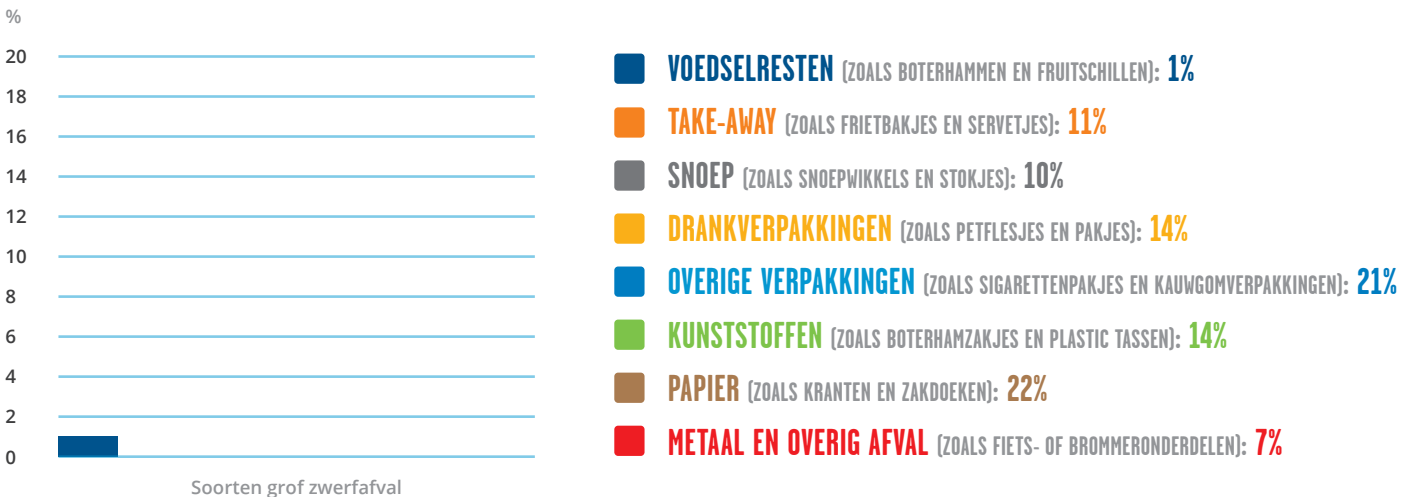 %
20
18
16
14
12
10
8
6
4
2
0
Soorten grof zwerfafval
VOEDSELRESTEN (ZOALS BOTERHAMMEN EN FRUITSCHILLEN): 1%
TAKE-AWAY (ZOALS FRIETBAKJES EN SERVETJES): 11%
SNOEP (ZOALS SNOEPWIKKELS EN STOKJES): 10%
DRANKVERPAKKINGEN (ZOALS PETFLESJES EN PAKJES): 14%
OVERIGE VERPAKKINGEN (ZOALS SIGARETTENPAKJES EN KAUWGOMVERPAKKINGEN): 21%
KUNSTSTOFFEN (ZOALS BOTERHAMZAKJES EN PLASTIC TASSEN): 14%
PAPIER (ZOALS KRANTEN EN ZAKDOEKEN): 22%
METAAL EN OVERIG AFVAL (ZOALS FIETS- OF BROMMERONDERDELEN): 7%